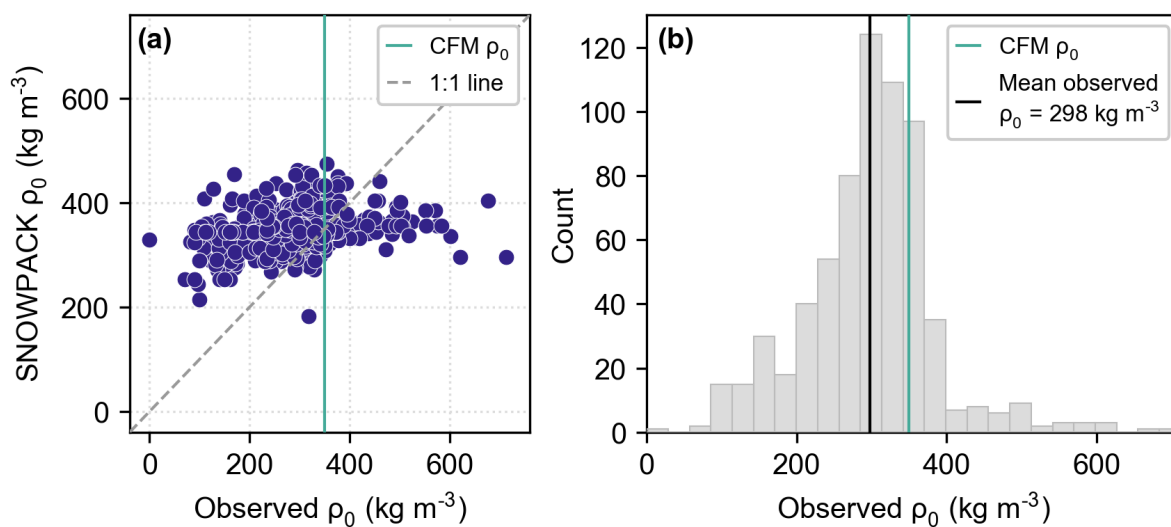 (a)
CFM ρ0
1:1 line
SNOWPACK ρ0 (kg m-3)
600
400
200
0
0 200 400 600
Observed ρ0 (kg m-3)
(b)
CFM ρ0
Mean observed
ρ0 = 298 kg m-3
Count
120
100
80
60
40
20
0
0 200 400 600
Observed ρ0 (kg m-3)